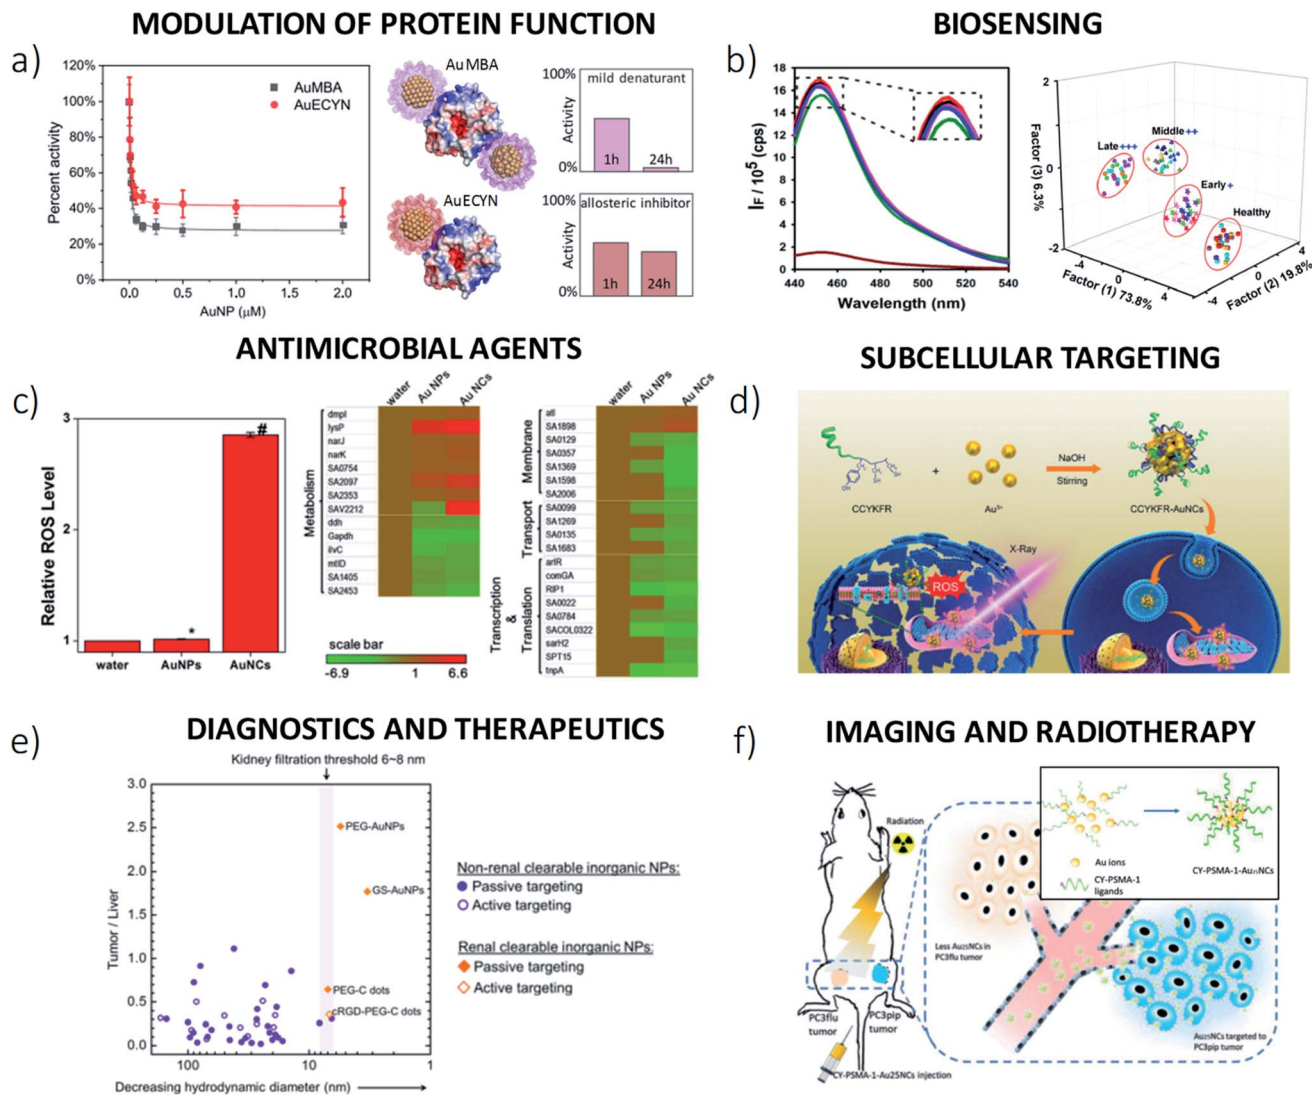 MODULATION OF PROTEIN FUNCTION
a)
120%
100%
80%
60%
40%
20%
0%
Percent activity
AuMBA
AuECYN
0.0 0.5 1.0 1.5 2.0
AuNP (μM)
AuMBA
AuECYN
100%
Activity
0%
mild denaturant
1h 24h
100%
Activity
0%
allosteric inhibitor
1h 24h
BIOSENSING
b)
18
16
14
12
10
8
6
4
2
0
IF / 10⁵ (cps)
440 460 480 500 520 540
Wavelength (nm)
2
0
-2
Factor (3) 6.3%
Late +++
Middle ++
Early +
Healthy
-4 0 4
Factor (1) 73.8%
-4 0 4
Factor (2) 19.8%
ANTIMICROBIAL AGENTS
c)
3
2
1
Relative ROS Level
*
#
water AuNPs AuNCs
water Au NPs Au NCs
Metabolism
dmpI
lysP
narJ
narK
SA0754
SA2097
SA2353
SAV2212
ddh
Gapdh
ilvC
mtlD
SA1405
SA2453
scale bar
-6.9 1 6.6
water Au NPs Au NCs
Membrane
atl
SA1898
SA0129
SA0357
SA1369
SA1598
SA2006
Transport
SA0099
SA1269
SA0135
SA1683
Transcription
&
Translation
arlR
comGA
RIP1
SA0022
SA0784
SACOL0322
sarH2
SPT15
tnpA
SUBCELLULAR TARGETING
d)
OH
CCYKFR
+
Au³⁺
NaOH
Stirring
CCYKFR-AuNCs
X-Ray
ROS
DIAGNOSTICS AND THERAPEUTICS
e)
Kidney filtration threshold 6~8 nm
3.0
2.5
2.0
1.5
1.0
0.5
0.0
Tumor / Liver
PEG-AuNPs
GS-AuNPs
PEG-C dots
cRGD-PEG-C dots
100 10 1
Decreasing hydrodynamic diameter (nm)
Non-renal clearable inorganic NPs:
Passive targeting
Active targeting
Renal clearable inorganic NPs:
Passive targeting
Active targeting
IMAGING AND RADIOTHERAPY
f)
Radiation
Au ions
CY-PSMA-1
ligands
CY-PSMA-1-Au₂₅NCs
Less Au₂₅NCs in
PC3flu tumor
PC3flu
tumor
PC3pip
tumor
Au₂₅NCs targeted to
PC3pip tumor
CY-PSMA-1-Au25NCs injection